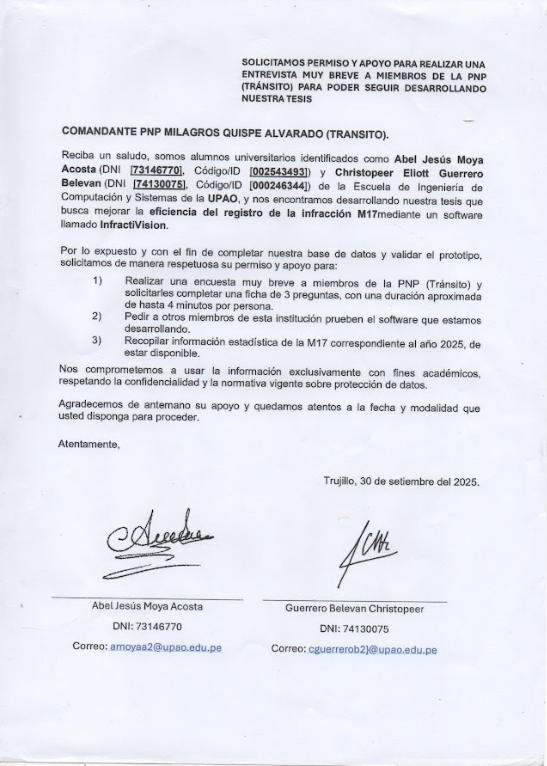 SOLICITAMOS PERMISO Y APOYO PARA REALIZAR UNA
ENTREVISTA MUY BREVE A MIEMBROS DE LA PNP
(TRÁNSITO) PARA PODER SEGUIR DESARROLLANDO
NUESTRA TESIS
COMANDANTE PNP MILAGROS QUISPE ALVARADO (TRANSITO).
Reciba un saludo, somos alumnos universitarios identificados como Abel Jesús Moya
Acosta (DNI [73146770], Código/ID [002543493]) y Christopeer Eliott Guerrero
Belevan (DNI [74130075], Código/ID [000246344]) de la Escuela de Ingeniería de
Computación y Sistemas de la UPAO, y nos encontramos desarrollando nuestra tesis que
busca mejorar la eficiencia del registro de la infracción M17mediante un software
llamado InfractiVision.
Por lo expuesto y con el fin de completar nuestra base de datos y validar el prototipo,
solicitamos de manera respetuosa su permiso y apoyo para:
1) Realizar una encuesta muy breve a miembros de la PNP (Tránsito) y
solicitarles completar una ficha de 3 preguntas, con una duración aproximada
de hasta 4 minutos por persona.
2) Pedir a otros miembros de esta institución prueben el software que estamos
desarrollando.
3) Recopilar información estadística de la M17 correspondiente al año 2025, de
estar disponible.
Nos comprometemos a usar la información exclusivamente con fines académicos,
respetando la confidencialidad y la normativa vigente sobre protección de datos.
Agradecemos de antemano su apoyo y quedamos atentos a la fecha y modalidad que
usted disponga para proceder.
Atentamente,
Trujillo, 30 de setiembre del 2025.
Abel Jesús Moya Acosta
DNI: 73146770
Correo: amoyaa2@upao.edu.pe
Guerrero Belevan Christopeer
DNI: 74130075
Correo: cguerrerob2}@upao.edu.pe